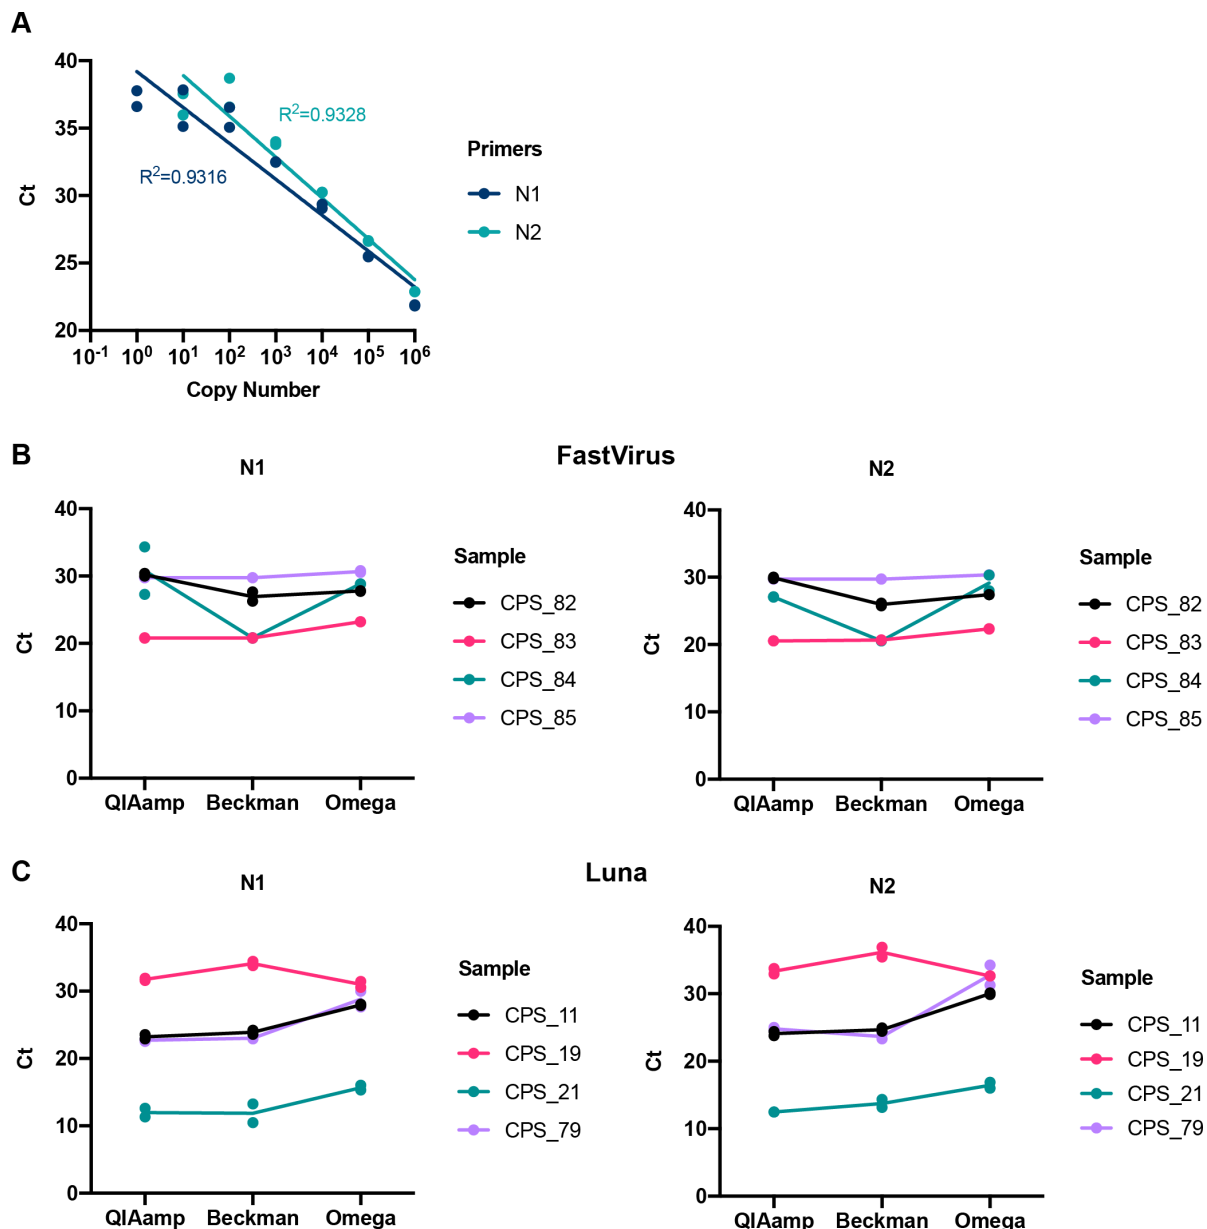 A
40
35
30
25
20
Ct
10-1 100 101 102 103 104 105 106
Copy Number
R2=0.9328
R2=0.9316
Primers
N1
N2
B
FastVirus
N1
40
30
20
10
0
Ct
QIAamp Beckman Omega
Sample
CPS_82
CPS_83
CPS_84
CPS_85
N2
40
30
20
10
0
Ct
QIAamp Beckman Omega
Sample
CPS_82
CPS_83
CPS_84
CPS_85
C
Luna
N1
40
30
20
10
0
Ct
QIAamp Beckman Omega
Sample
CPS_11
CPS_19
CPS_21
CPS_79
N2
40
30
20
10
0
Ct
QIAamp Beckman Omega
Sample
CPS_11
CPS_19
CPS_21
CPS_79